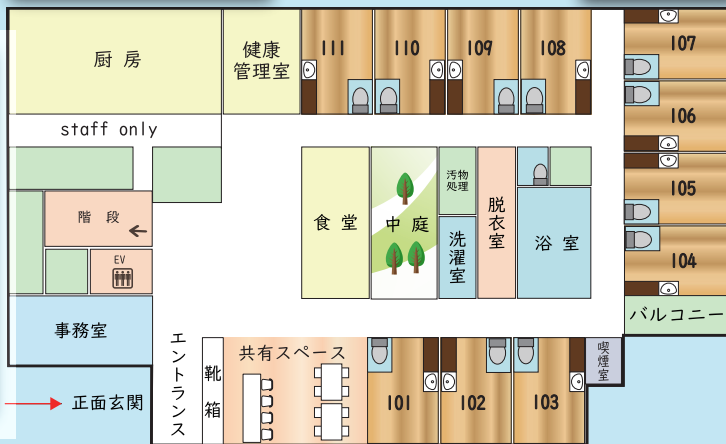 厨房
健康
管理室
111
110
109
108
107
106
105
104
staff only
階段
EV
食堂
中庭
汚物
処理
洗濯室
脱衣室
浴室
バルコニー
事務室
エントランス
靴箱
共有スペース
101
102
103
喫煙室
正面玄関